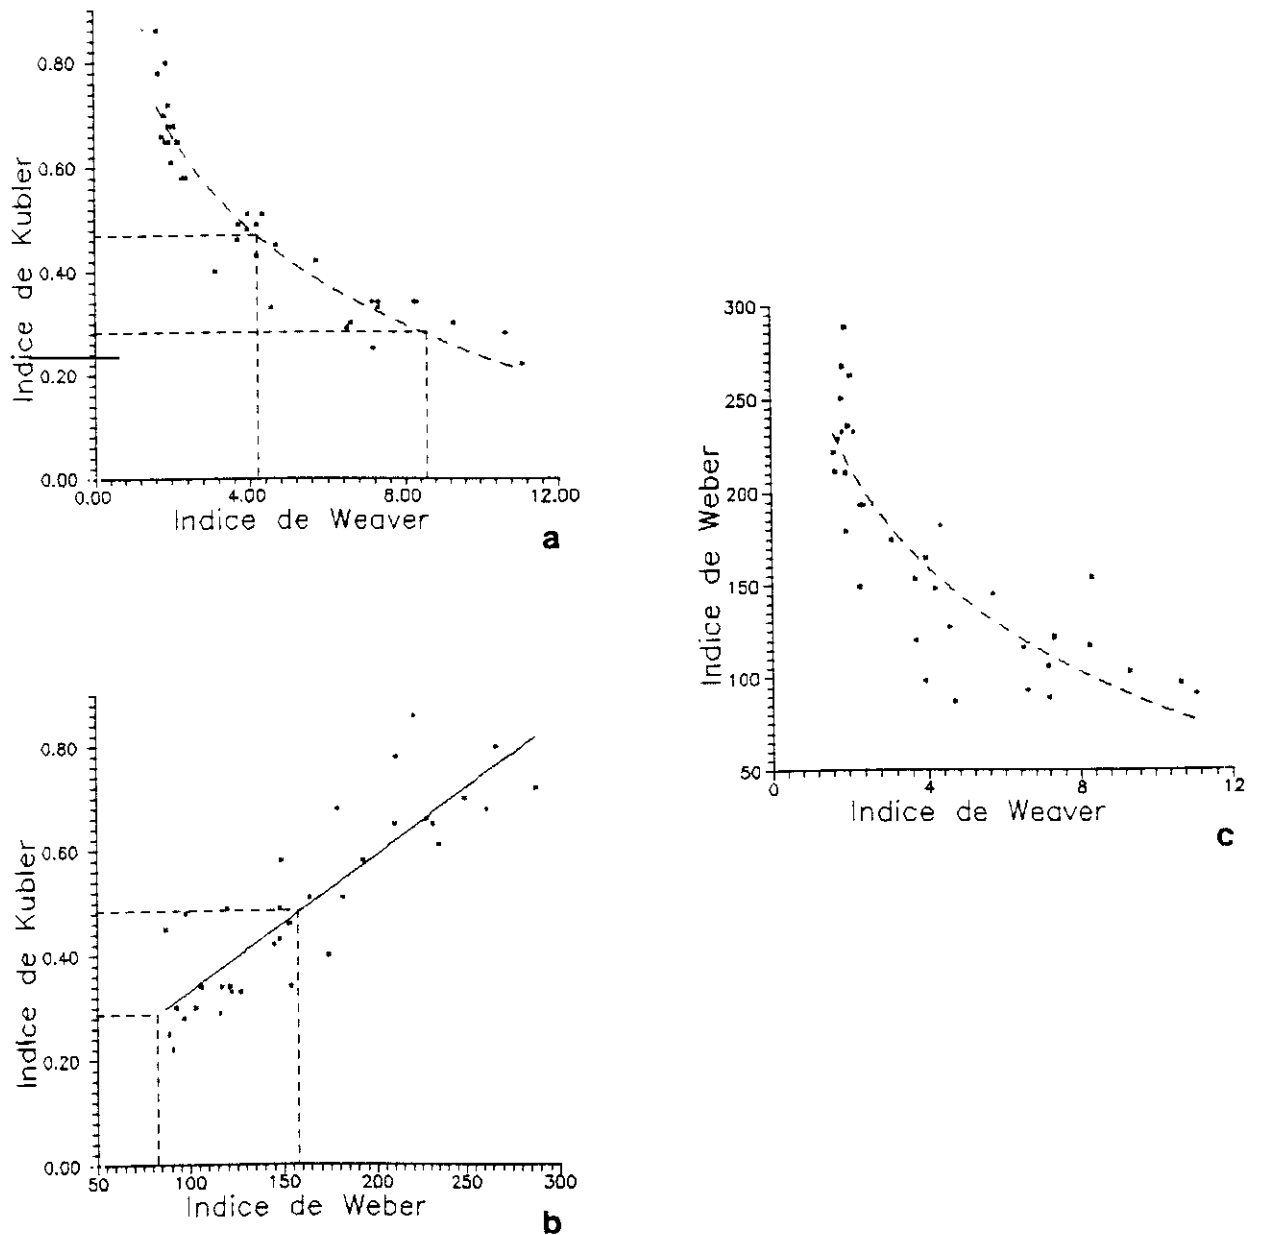 0.80
0.60
0.40
0.20
0.00
Indice de Kubler
0.00 4.00 8.00 12.00
Indice de Weaver
a
300
250
200
150
100
50
Indice de Weber
0 4 8 12
Indice de Weaver
c
0.80
0.60
0.40
0.20
0.00
Indice de Kubler
50 100 150 200 250 300
Indice de Weber
b